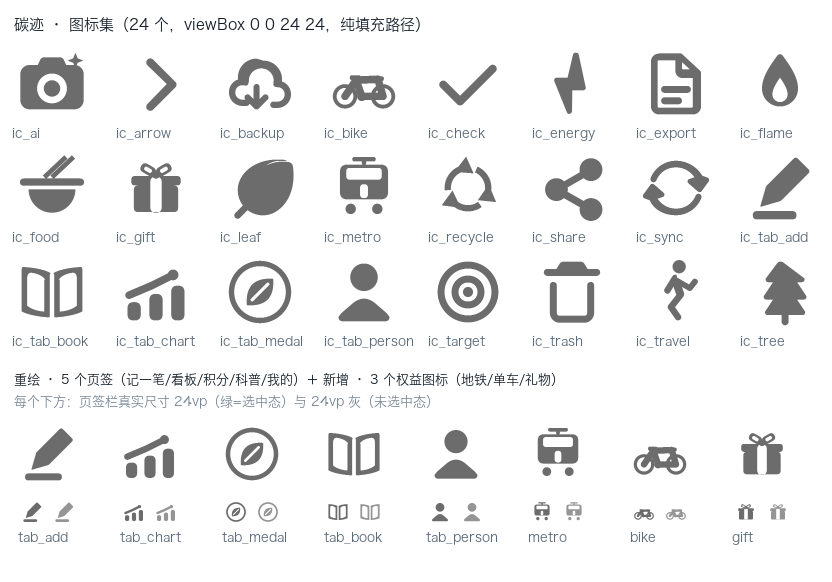 碳迹 · 图标集（24 个，viewBox 0 0 24 24，纯填充路径）
ic_ai ic_arrow ic_backup ic_bike ic_check ic_energy ic_export ic_flame
ic_food ic_gift ic_leaf ic_metro ic_recycle ic_share ic_sync ic_tab_add
ic_tab_book ic_tab_chart ic_tab_medal ic_tab_person ic_target ic_trash ic_travel ic_tree
重绘 · 5 个页签（记一笔/看板/积分/科普/我的）＋ 新增 · 3 个权益图标（地铁/单车/礼物）
每个下方：页签栏真实尺寸 24vp（绿=选中态）与 24vp 灰（未选中态）
tab_add tab_chart tab_medal tab_book tab_person metro bike gift